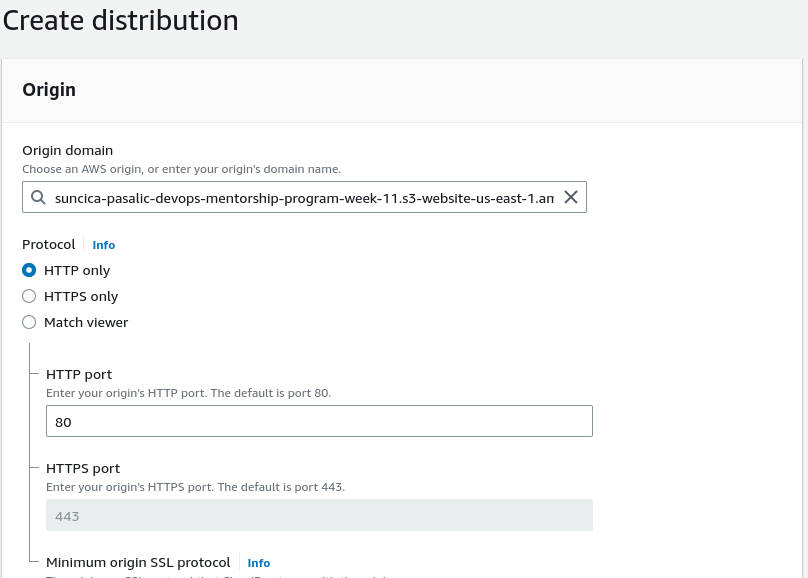 Create distribution
Origin
Origin domain
Choose an AWS origin, or enter your origin's domain name.
suncica-pasalic-devops-mentorship-program-week-11.s3-website-us-east-1.am
Protocol Info
HTTP only
HTTPS only
Match viewer
HTTP port
Enter your origin's HTTP port. The default is port 80.
80
HTTPS port
Enter your origin's HTTPS port. The default is port 443.
443
Minimum origin SSL protocol Info